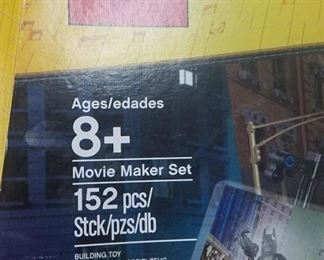 Ages/edades
8+
Movie Maker Set
152 pcs/
Stck/pzs/db
BUILDING TOY